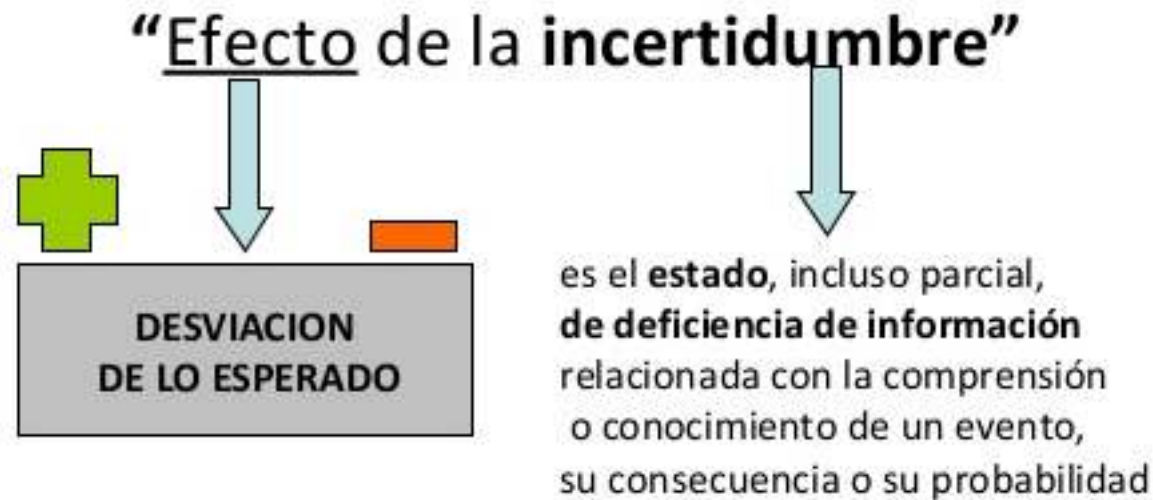 “Efecto de la incertidumbre”
DESVIACION
DE LO ESPERADO
es el estado, incluso parcial,
de deficiencia de información
relacionada con la comprensión
o conocimiento de un evento,
su consecuencia o su probabilidad